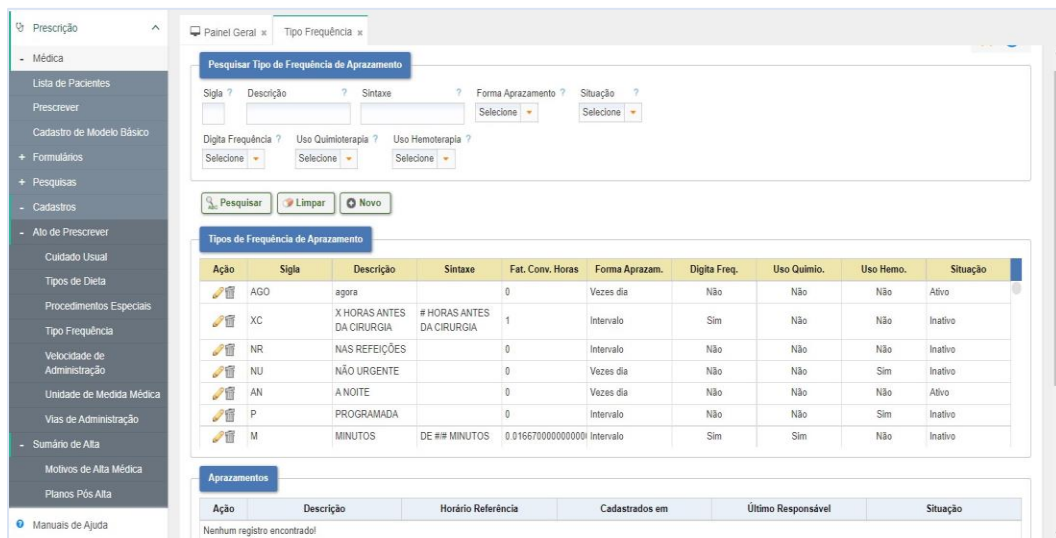 Prescrição
- Médica
Lista de Pacientes
Prescrever
Cadastro de Modelo Básico
+ Formulários
+ Pesquisas
- Cadastros
- Ato de Prescrever
Cuidado Usual
Tipos de Dieta
Procedimentos Especiais
Tipo Frequência
Velocidade de
Administração
Unidade de Medida Médica
Vias de Administração
- Sumário de Alta
Motivos de Alta Médica
Planos Pós Alta
Manuais de Ajuda
Painel Geral × Tipo Frequência ×
Pesquisar Tipo de Frequência de Aprazamento
Sigla ? Descrição ? Sintaxe ? Forma Aprazamento ? Situação ?
Selecione Selecione
Digita Frequência ? Uso Quimioterapia ? Uso Hemoterapia ?
Selecione Selecione Selecione
Pesquisar Limpar Novo
Tipos de Frequência de Aprazamento
Ação Sigla Descrição Sintaxe Fat. Conv. Horas Forma Aprazam. Digita Freq. Uso Quimio. Uso Hemo. Situação
AGO agora 0 Vezes dia Não Não Não Ativo
XC X HORAS ANTES DA CIRURGIA # HORAS ANTES DA CIRURGIA 1 Intervalo Sim Não Não Inativo
NR NAS REFEIÇÕES 0 Intervalo Não Não Não Inativo
NU NÃO URGENTE 0 Vezes dia Não Não Sim Inativo
AN A NOITE 0 Vezes dia Não Não Não Ativo
P PROGRAMADA 0 Intervalo Não Não Sim Inativo
M MINUTOS DE #/# MINUTOS 0.016670000000000 Intervalo Sim Sim Não Inativo
Aprazamentos
Ação Descrição Horário Referência Cadastrados em Último Responsável Situação
Nenhum registro encontrado!